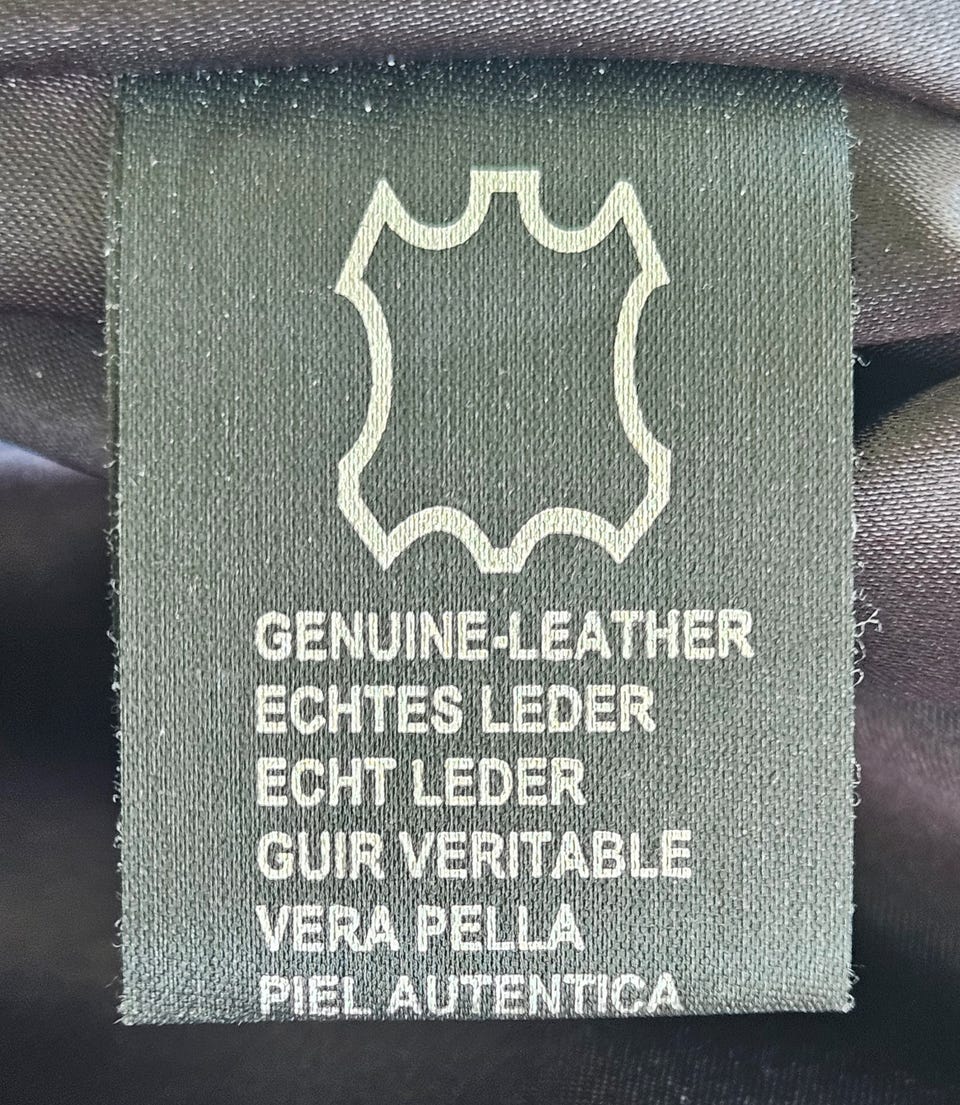 GENUINE-LEATHER
ECHTES LEDER
ECHT LEDER
GUIR VERITABLE
VERA PELLA
PIEL AUTENTICA